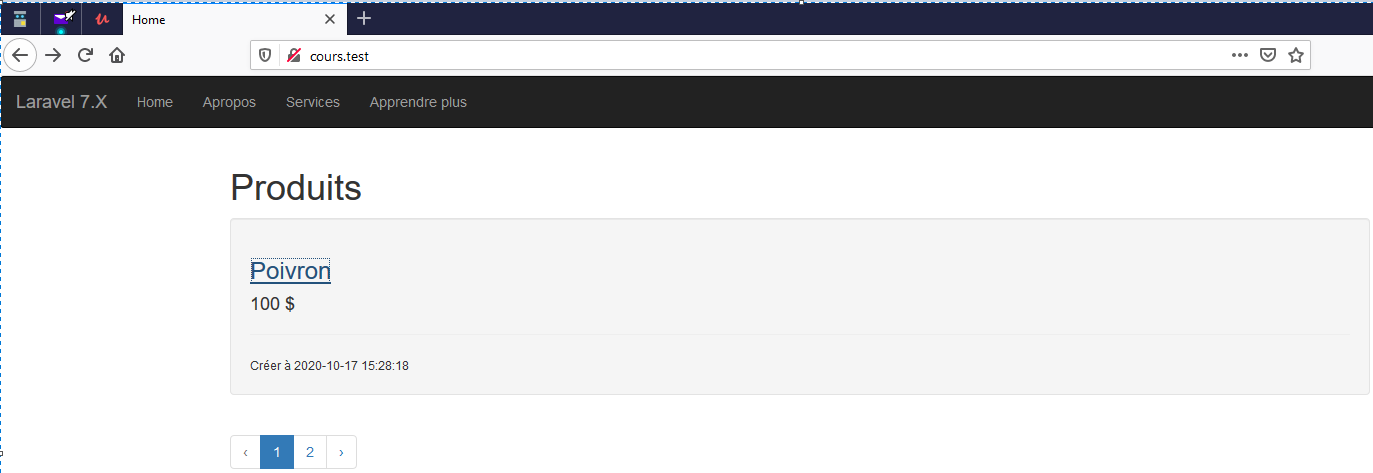 Home
cours.test
Laravel 7.X Home Apropos Services Apprendre plus
Produits
Poivron
100 $
Créer à 2020-10-17 15:28:18
‹ 1 2 ›